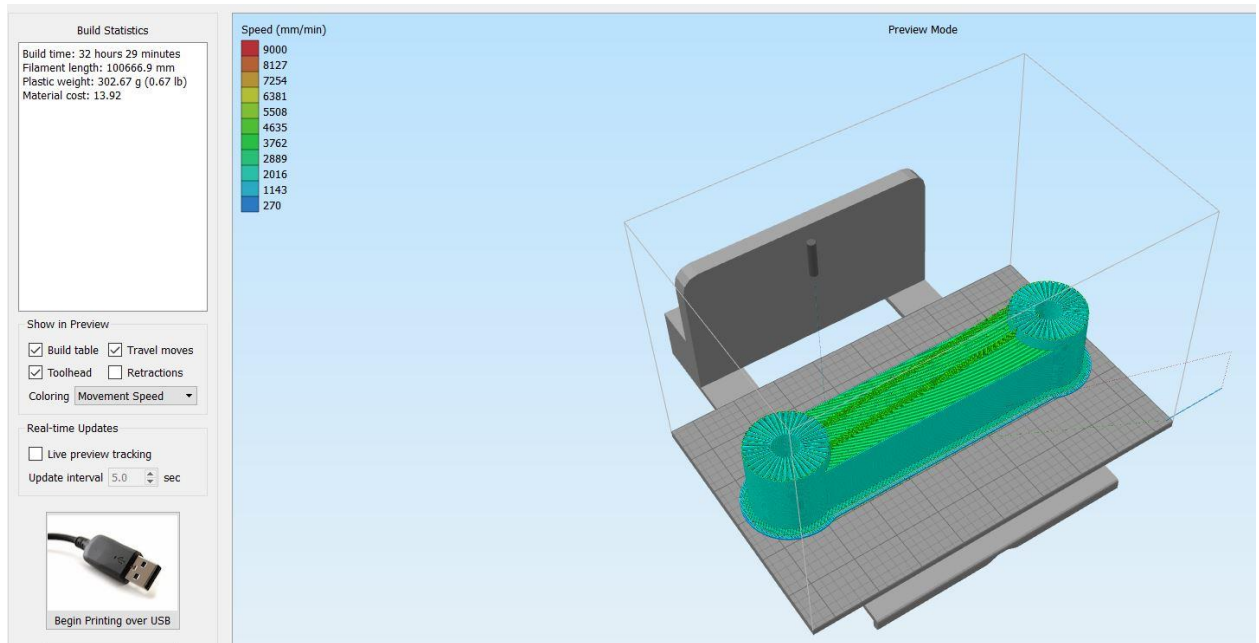 Build Statistics
Build time: 32 hours 29 minutes
Filament length: 100666.9 mm
Plastic weight: 302.67 g (0.67 lb)
Material cost: 13.92
Show in Preview
Build table
Travel moves
Toolhead
Retractions
Coloring Movement Speed
Real-time Updates
Live preview tracking
Update interval 5.0 sec
Begin Printing over USB
Speed (mm/min)
9000
8127
7254
6381
5508
4635
3762
2889
2016
1143
270
Preview Mode